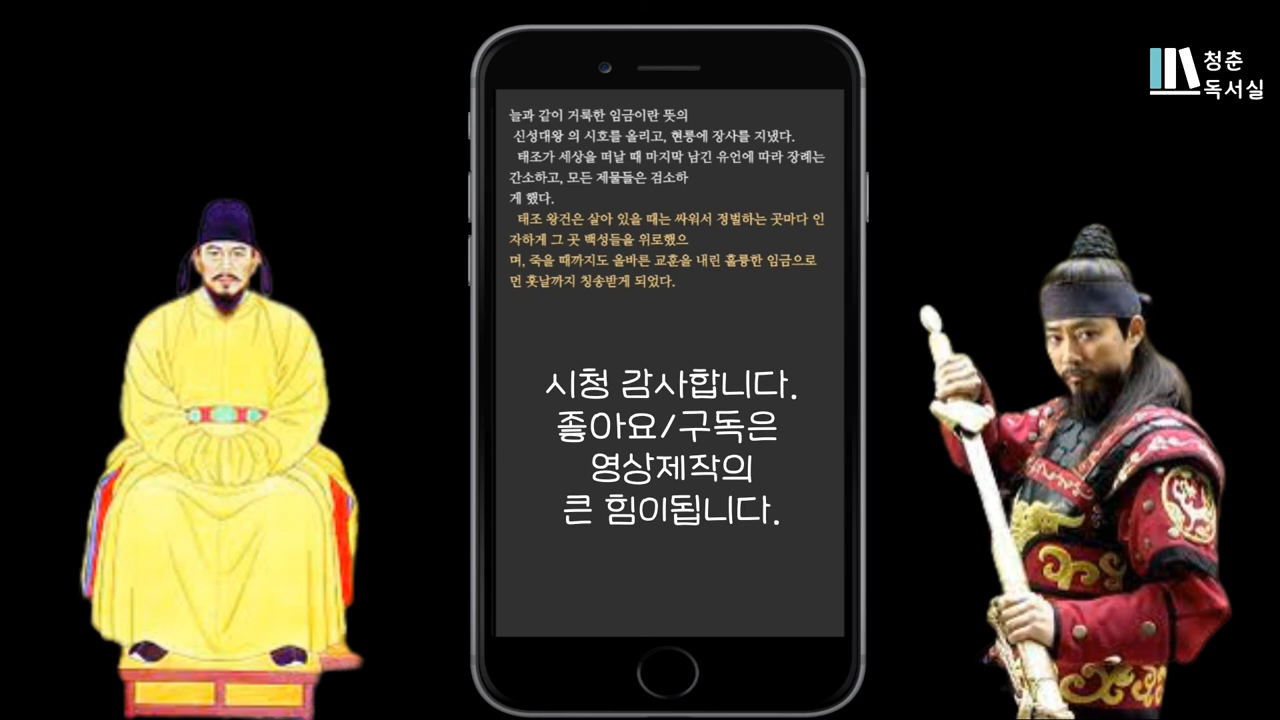 늘과 같이 거룩한 임금이란 뜻의
신성대왕 의 시호를 올리고, 현릉에 장사를 지냈다.
태조가 세상을 떠날 때 마지막 남긴 유언에 따라 장례는
간소하고, 모든 제물들은 검소하
게 했다.
태조 왕건은 살아 있을 때는 싸워서 정벌하는 곳마다 인
자하게 그 곳 백성들을 위로했으
며, 죽을 때까지도 올바른 교훈을 내린 훌륭한 임금으로
먼 훗날까지 칭송받게 되었다.
시청 감사합니다.
좋아요/구독은
영상제작의
큰 힘이됩니다.
청춘
독서실